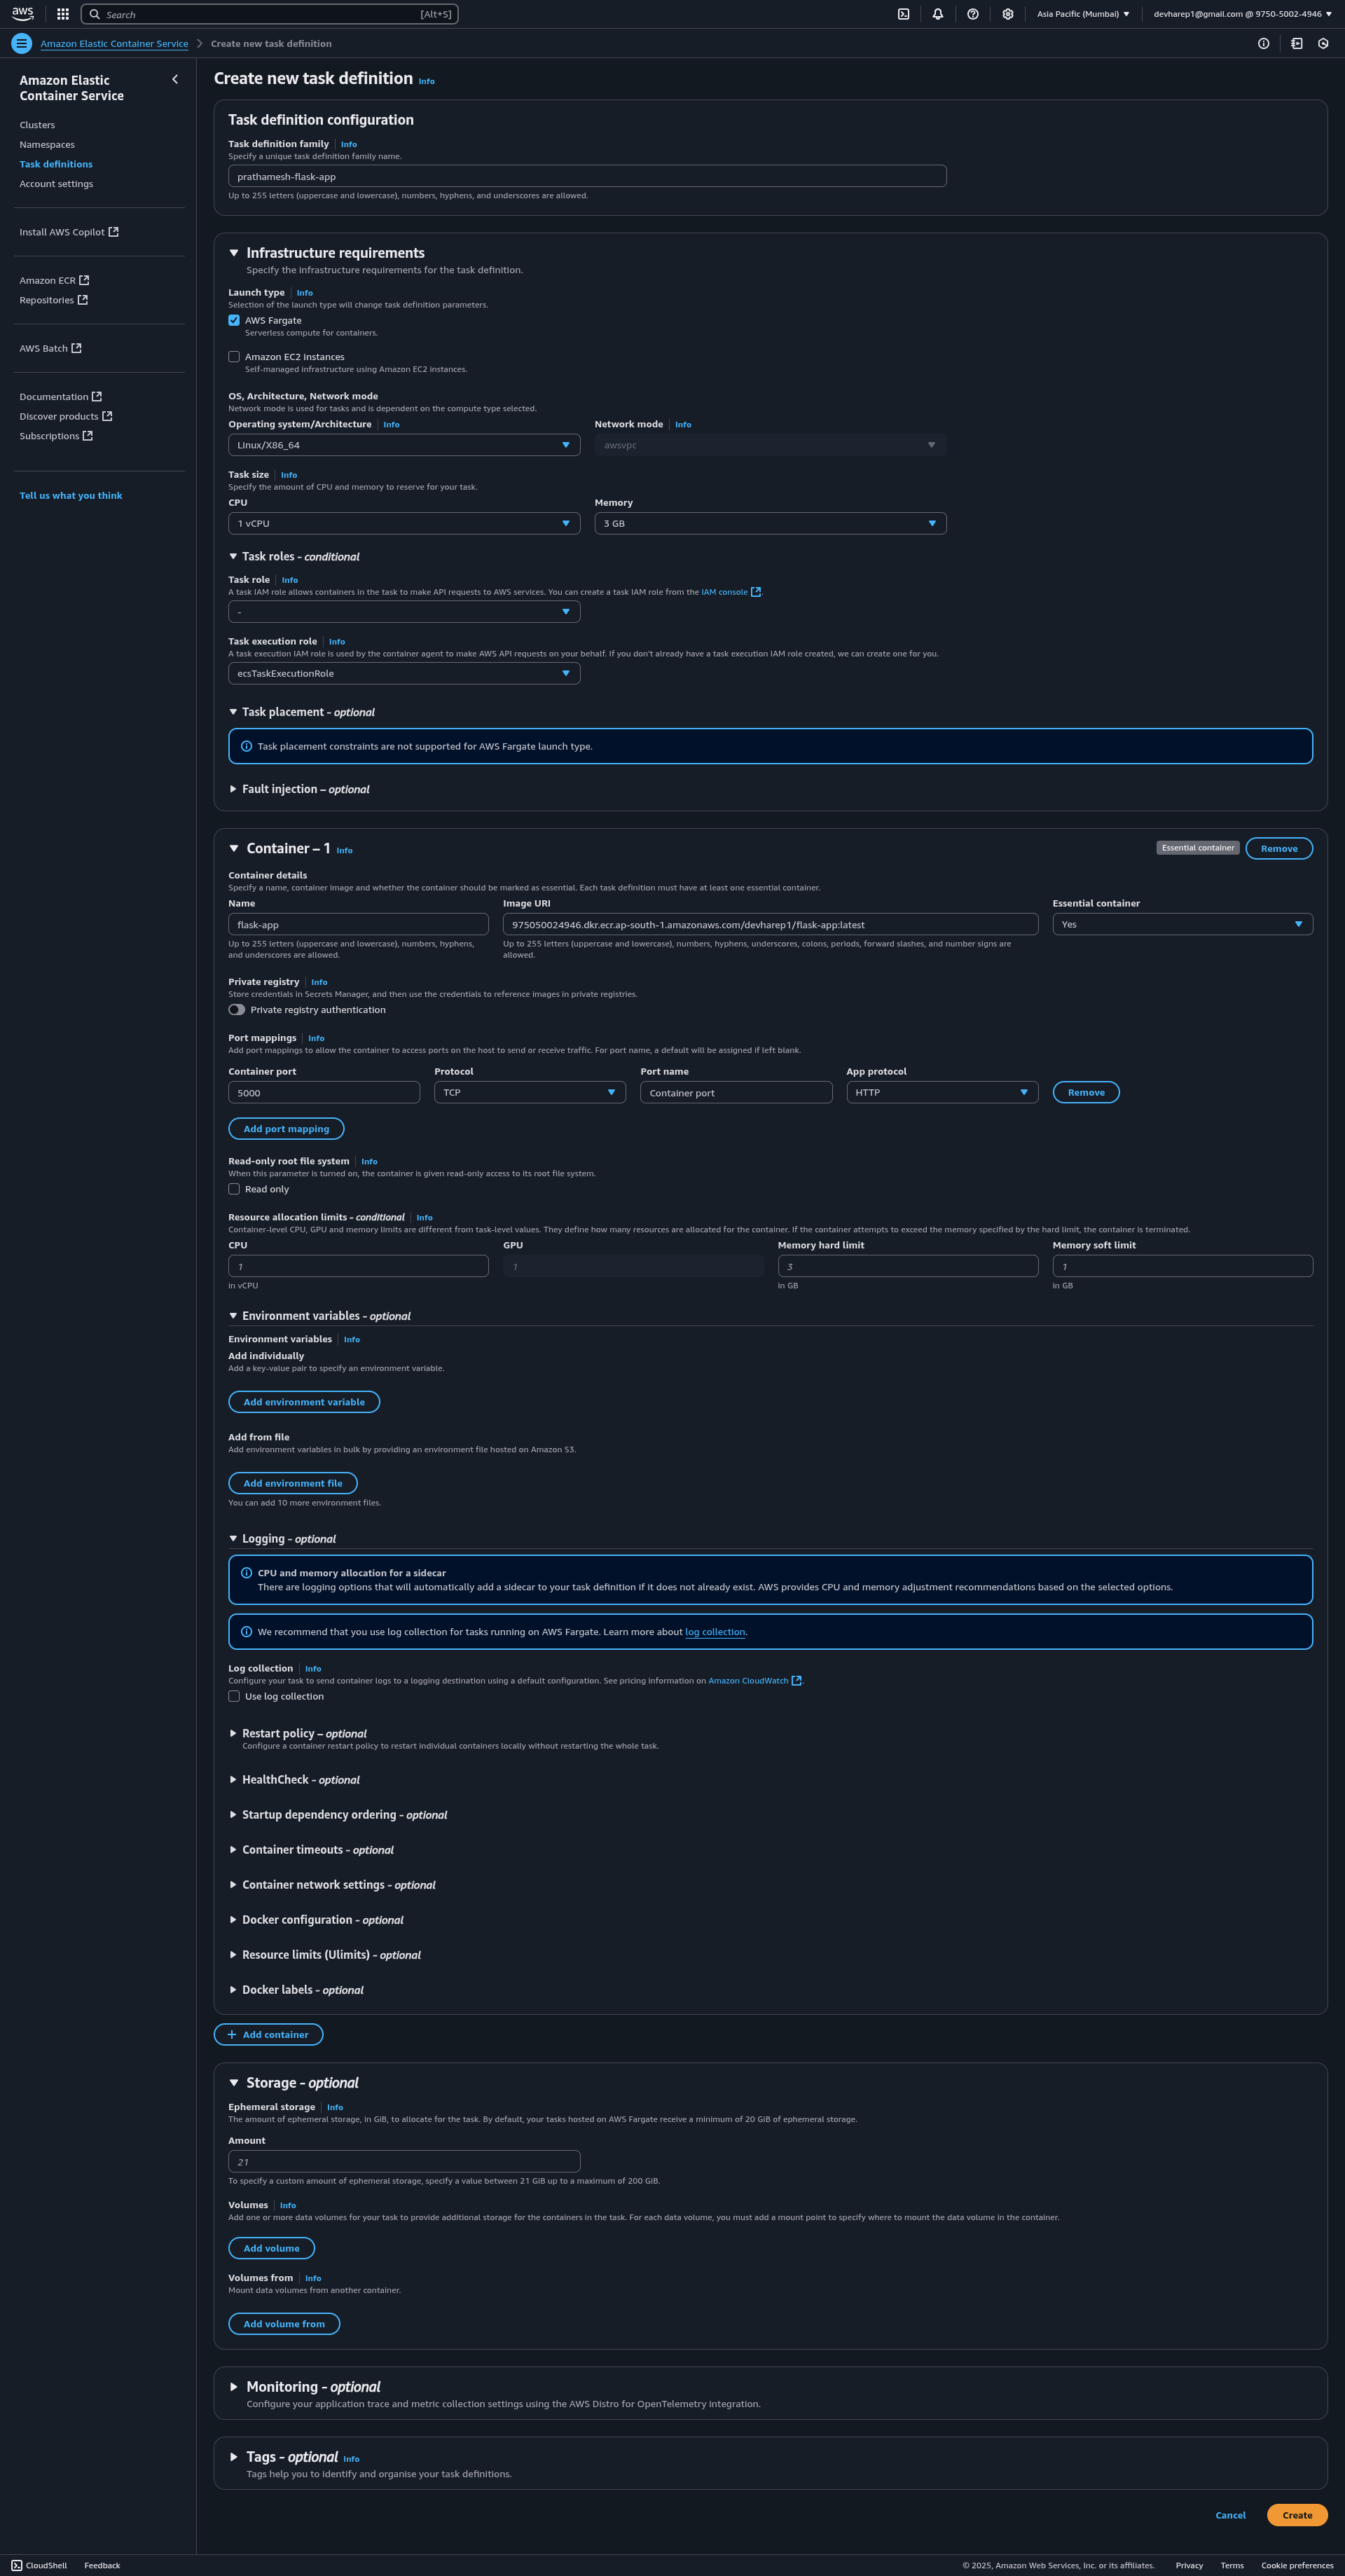 aws
Search [Alt+S]
Asia Pacific (Mumbai)
devharep1@gmail.com @ 9750-5002-4946
Amazon Elastic Container Service
Create new task definition
Amazon Elastic
Container Service
Clusters
Namespaces
Task definitions
Account settings
Install AWS Copilot
Amazon ECR
Repositories
AWS Batch
Documentation
Discover products
Subscriptions
Tell us what you think
Create new task definition Info
Task definition configuration
Task definition family Info
Specify a unique task definition family name.
prathamesh-flask-app
Up to 255 letters (uppercase and lowercase), numbers, hyphens, and underscores are allowed.
Infrastructure requirements
Specify the infrastructure requirements for the task definition.
Launch type Info
Selection of the launch type will change task definition parameters.
AWS Fargate
Serverless compute for containers.
Amazon EC2 instances
Self-managed infrastructure using Amazon EC2 instances.
OS, Architecture, Network mode
Network mode is used for tasks and is dependent on the compute type selected.
Operating system/Architecture Info Network mode Info
Linux/X86_64 awsvpc
Task size Info
Specify the amount of CPU and memory to reserve for your task.
CPU Memory
1 vCPU 3 GB
Task roles - conditional
Task role Info
A task IAM role allows containers in the task to make API requests to AWS services. You can create a task IAM role from the IAM console.
-
Task execution role Info
A task execution IAM role is used by the container agent to make AWS API requests on your behalf. If you don't already have a task execution IAM role created, we can create one for you.
ecsTaskExecutionRole
Task placement - optional
Task placement constraints are not supported for AWS Fargate launch type.
Fault injection – optional
Container – 1 Info Essential container Remove
Container details
Specify a name, container image and whether the container should be marked as essential. Each task definition must have at least one essential container.
Name Image URI Essential container
flask-app 975050024946.dkr.ecr.ap-south-1.amazonaws.com/devharep1/flask-app:latest Yes
Up to 255 letters (uppercase and lowercase), numbers, hyphens, and underscores are allowed.
Up to 255 letters (uppercase and lowercase), numbers, hyphens, underscores, colons, periods, forward slashes, and number signs are allowed.
Private registry Info
Store credentials in Secrets Manager, and then use the credentials to reference images in private registries.
Private registry authentication
Port mappings Info
Add port mappings to allow the container to access ports on the host to send or receive traffic. For port name, a default will be assigned if left blank.
Container port Protocol Port name App protocol
5000 TCP Container port HTTP Remove
Add port mapping
Read-only root file system Info
When this parameter is turned on, the container is given read-only access to its root file system.
Read only
Resource allocation limits - conditional Info
Container-level CPU, GPU and memory limits are different from task-level values. They define how many resources are allocated for the container. If the container attempts to exceed the memory specified by the hard limit, the container is terminated.
CPU GPU Memory hard limit Memory soft limit
1 1 3 1
in vCPU in GB in GB
Environment variables - optional
Environment variables Info
Add individually
Add a key-value pair to specify an environment variable.
Add environment variable
Add from file
Add environment variables in bulk by providing an environment file hosted on Amazon S3.
Add environment file
You can add 10 more environment files.
Logging - optional
CPU and memory allocation for a sidecar
There are logging options that will automatically add a sidecar to your task definition if it does not already exist. AWS provides CPU and memory adjustment recommendations based on the selected options.
We recommend that you use log collection for tasks running on AWS Fargate. Learn more about log collection.
Log collection Info
Configure your task to send container logs to a logging destination using a default configuration. See pricing information on Amazon CloudWatch.
Use log collection
Restart policy – optional
Configure a container restart policy to restart individual containers locally without restarting the whole task.
HealthCheck - optional
Startup dependency ordering - optional
Container timeouts - optional
Container network settings - optional
Docker configuration - optional
Resource limits (Ulimits) - optional
Docker labels - optional
Add container
Storage - optional
Ephemeral storage Info
The amount of ephemeral storage, in GiB, to allocate for the task. By default, your tasks hosted on AWS Fargate receive a minimum of 20 GiB of ephemeral storage.
Amount
21
To specify a custom amount of ephemeral storage, specify a value between 21 GiB up to a maximum of 200 GiB.
Volumes Info
Add one or more data volumes for your task to provide additional storage for the containers in the task. For each data volume, you must add a mount point to specify where to mount the data volume in the container.
Add volume
Volumes from Info
Mount data volumes from another container.
Add volume from
Monitoring - optional
Configure your application trace and metric collection settings using the AWS Distro for OpenTelemetry integration.
Tags - optional Info
Tags help you to identify and organise your task definitions.
Cancel Create
CloudShell Feedback © 2025, Amazon Web Services, Inc. or its affiliates. Privacy Terms Cookie preferences